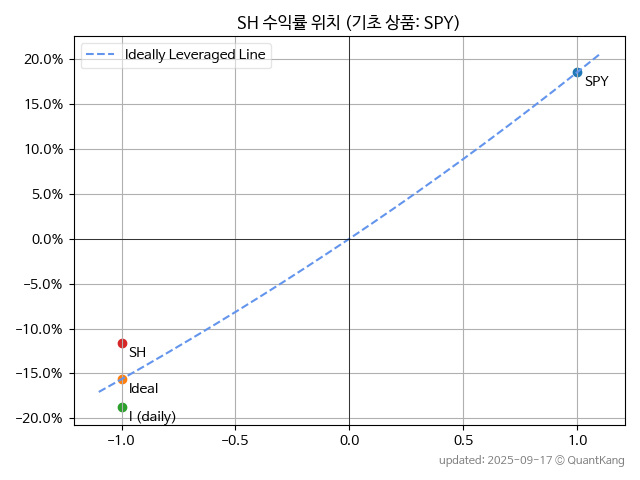 SH 수익률 위치 (기초 상품: SPY)
Ideally Leveraged Line
20.0%
15.0%
10.0%
5.0%
0.0%
−5.0%
−10.0%
−15.0%
−20.0%
SPY
SH
Ideal
I (daily)
−1.0
−0.5
0.0
0.5
1.0
updated: 2025-09-17 © QuantKang